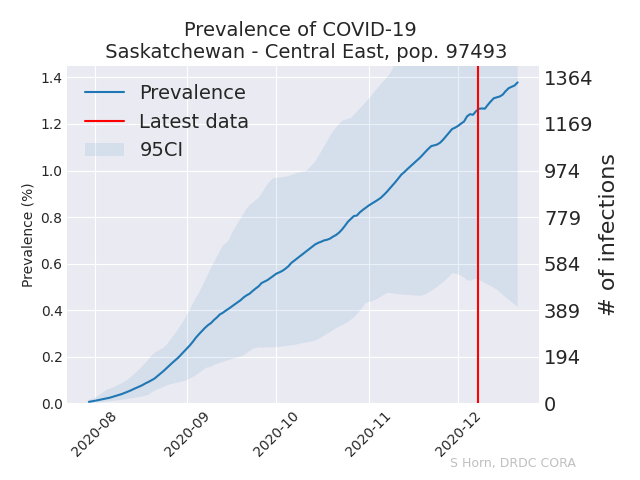 Prevalence of COVID-19
Saskatchewan - Central East, pop. 97493
Prevalence
Latest data
95CI
Prevalence (%)
1.4
1.2
1.0
0.8
0.6
0.4
0.2
0.0
1364
1169
974
779
584
389
194
0
# of infections
2020-08
2020-09
2020-10
2020-11
2020-12
S Horn, DRDC CORA